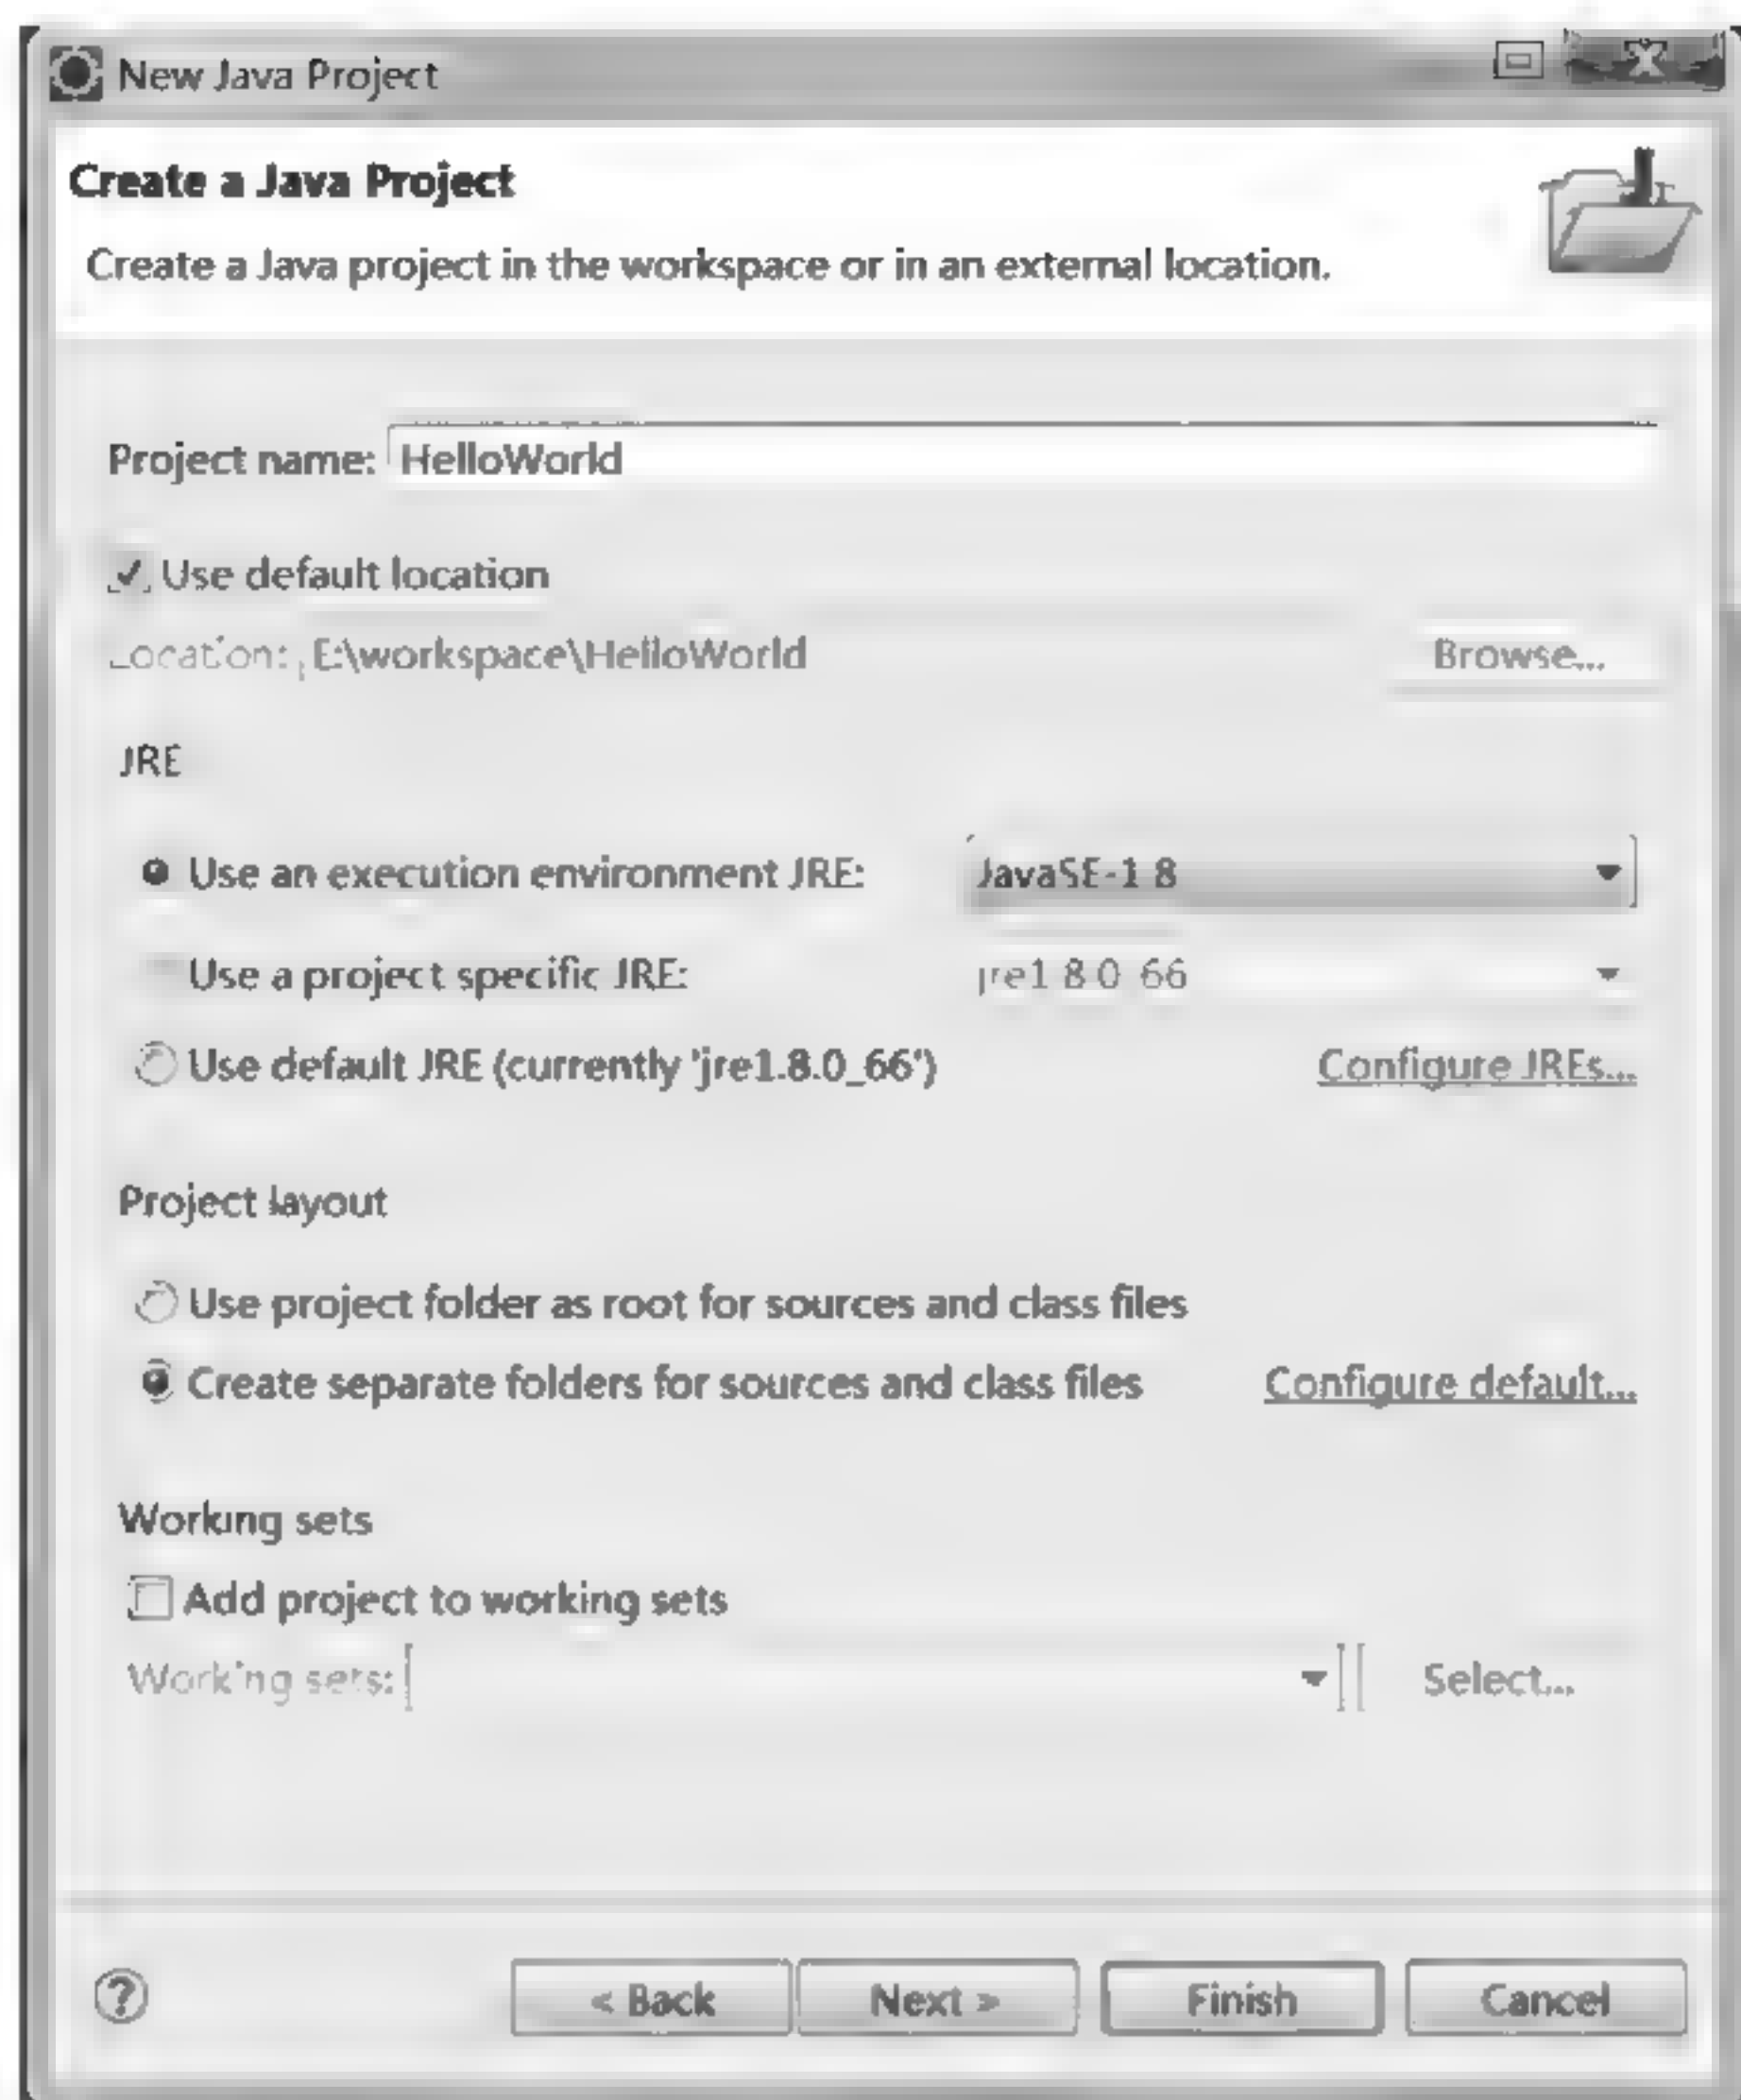 New Java Project
Create a Java Project
Create a Java project in the workspace or in an external location.
Project name: HelloWorld
Use default location
Location: E:\workspace\HelloWorld Browse...
JRE
Use an execution environment JRE: JavaSE-1 8
Use a project specific JRE: jre1 8 0 66
Use default JRE (currently 'jre1.8.0_66') Configure JREs...
Project layout
Use project folder as root for sources and class files
Create separate folders for sources and class files Configure default...
Working sets
Add project to working sets
Working sets: Select...
? < Back Next > Finish Cancel